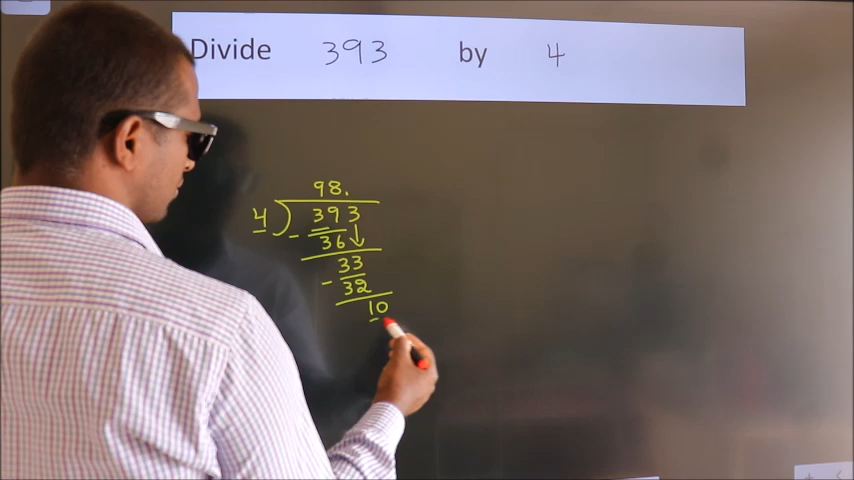 Divide 393 by 4
98.
4 ) 393
- 36 ↓
33
- 32
10